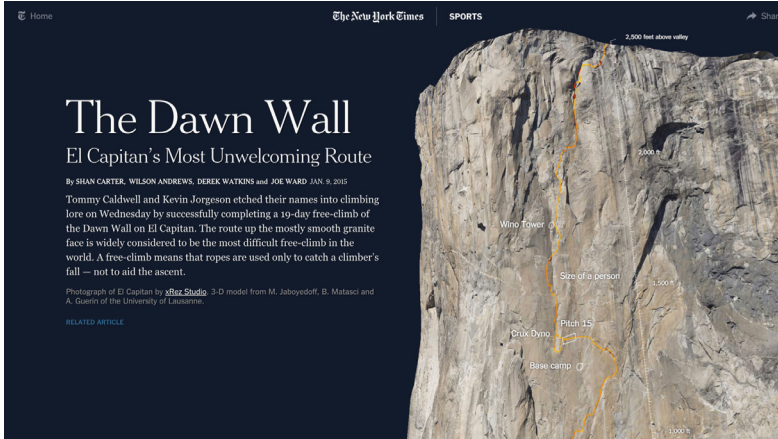 Home
The New York Times
SPORTS
Shar
2,500 feet above valley
The Dawn Wall
El Capitan's Most Unwelcoming Route
By SHAN CARTER, WILSON ANDREWS, DEREK WATKINS and JOE WARD JAN. 9, 2015
Tommy Caldwell and Kevin Jorgeson etched their names into climbing
lore on Wednesday by successfully completing a 19-day free-climb of
the Dawn Wall on El Capitan. The route up the mostly smooth granite
face is widely considered to be the most difficult free-climb in the
world. A free-climb means that ropes are used only to catch a climber's
fall — not to aid the ascent.
Photograph of El Capitan by xRez Studio. 3-D model from M. Jaboyedoff, B. Matasci and
A. Guerin of the University of Lausanne.
RELATED ARTICLE
2,000 ft
Wino Tower
Size of a person
1,500 ft
Pitch 15
Crux Dyno
Base camp
1,000 ft